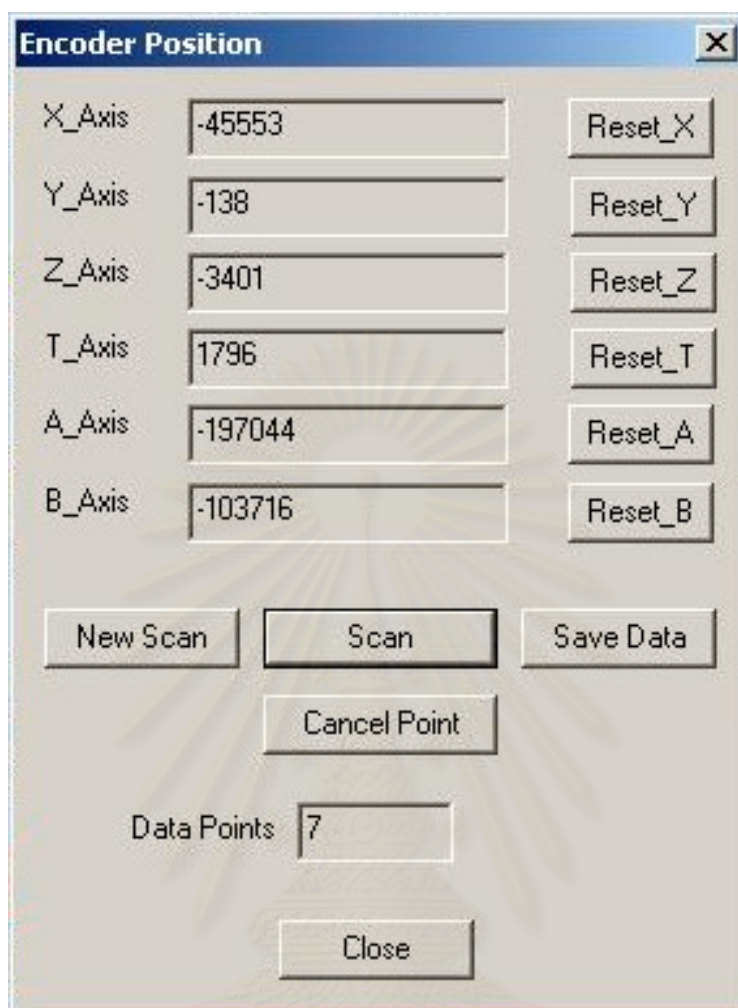 Encoder Position
X_Axis -45553 Reset_X
Y_Axis -138 Reset_Y
Z_Axis -3401 Reset_Z
T_Axis 1796 Reset_T
A_Axis -197044 Reset_A
B_Axis -103716 Reset_B
New Scan Scan Save Data
Cancel Point
Data Points 7
Close